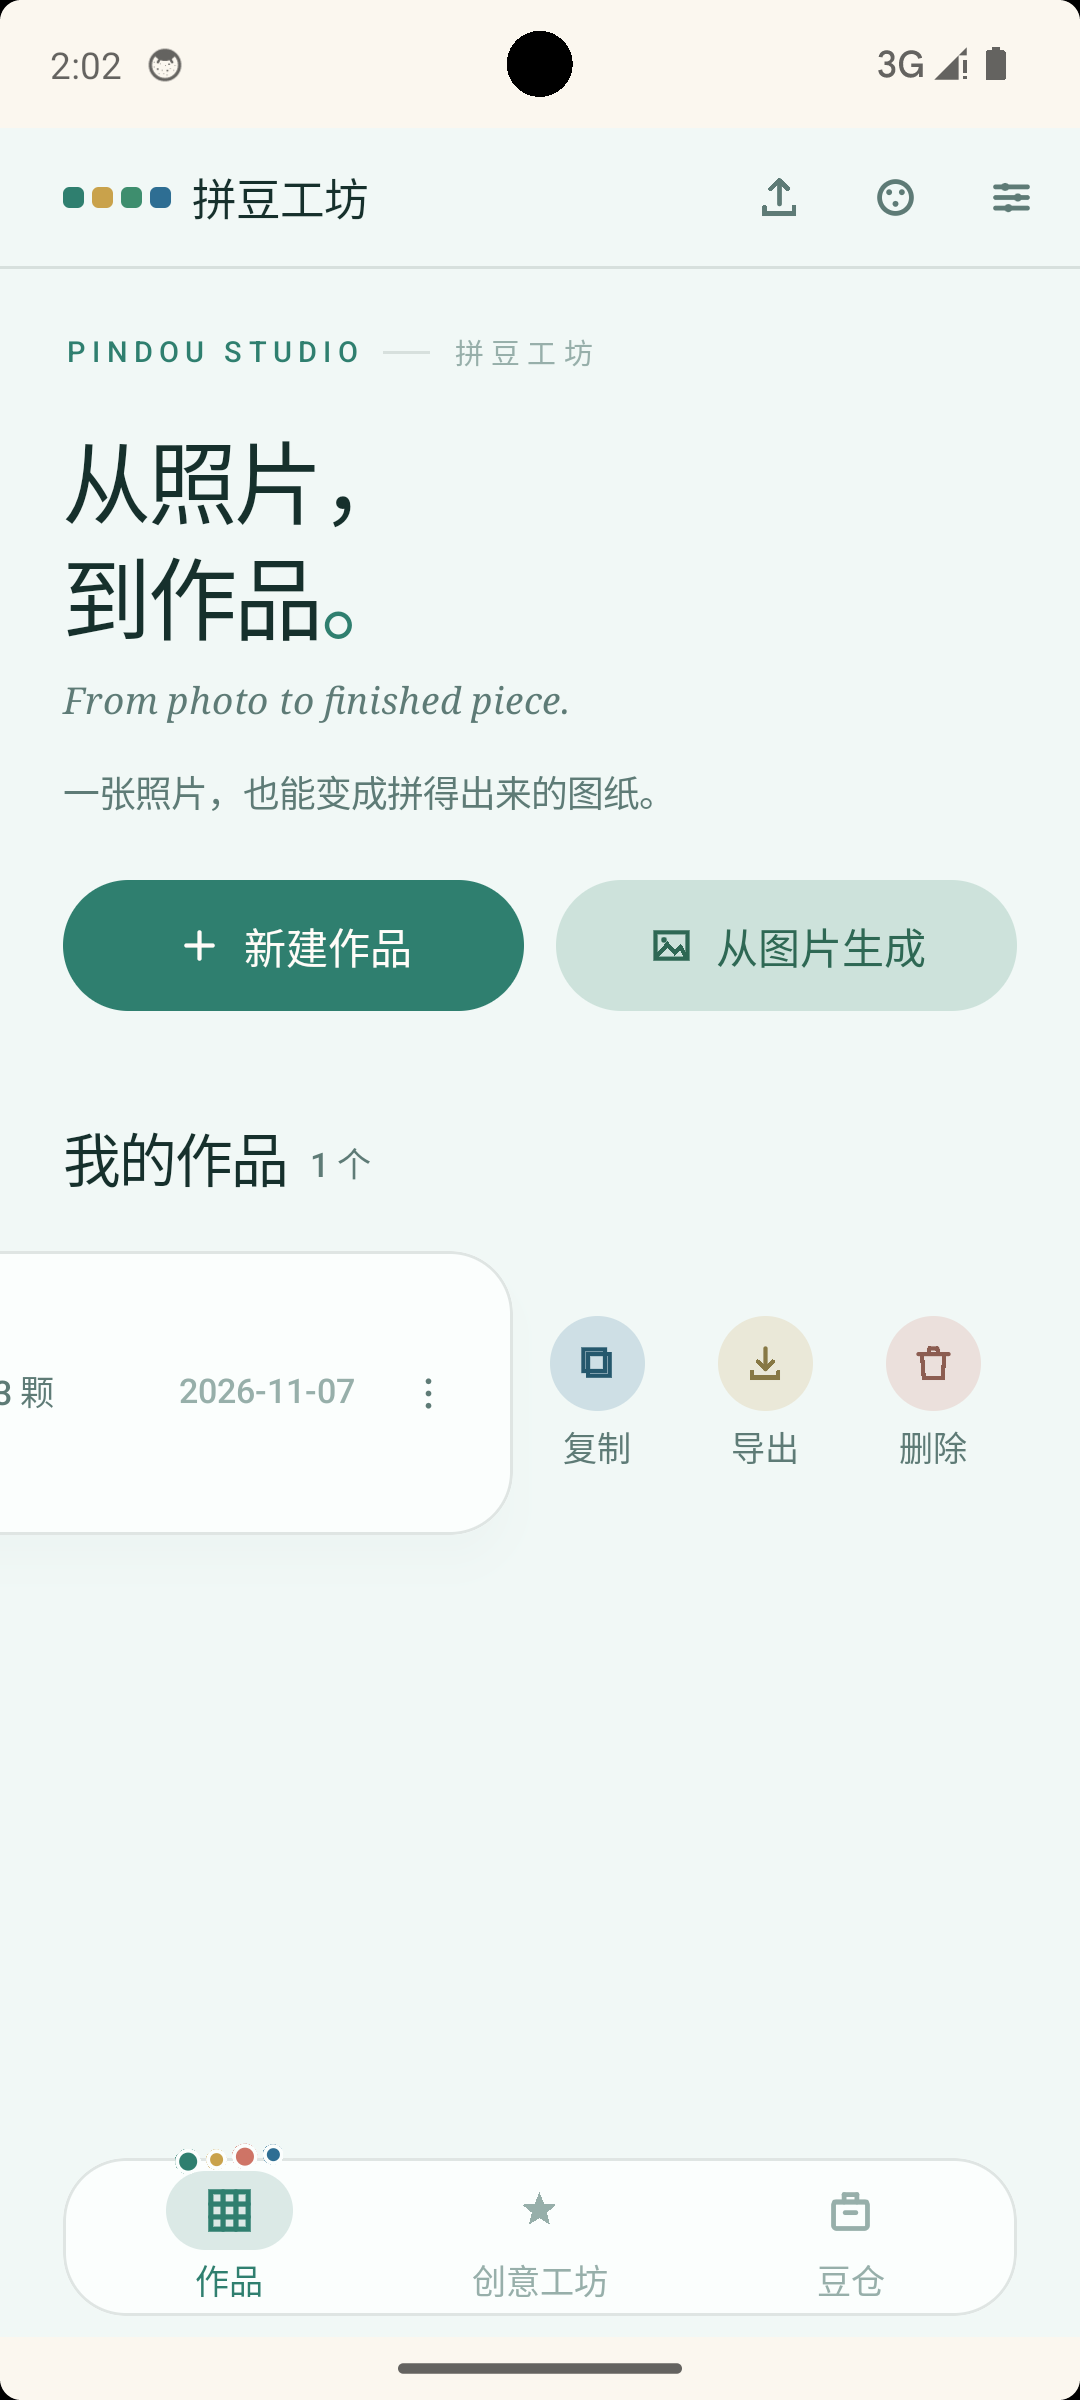 2:02
3G
拼豆工坊
PINDOU STUDIO — 拼豆工坊
从照片，
到作品。
From photo to finished piece.
一张照片，也能变成拼得出来的图纸。
新建作品
从图片生成
我的作品 1 个
3 颗 2026-11-07
复制 导出 删除
作品 创意工坊 豆仓